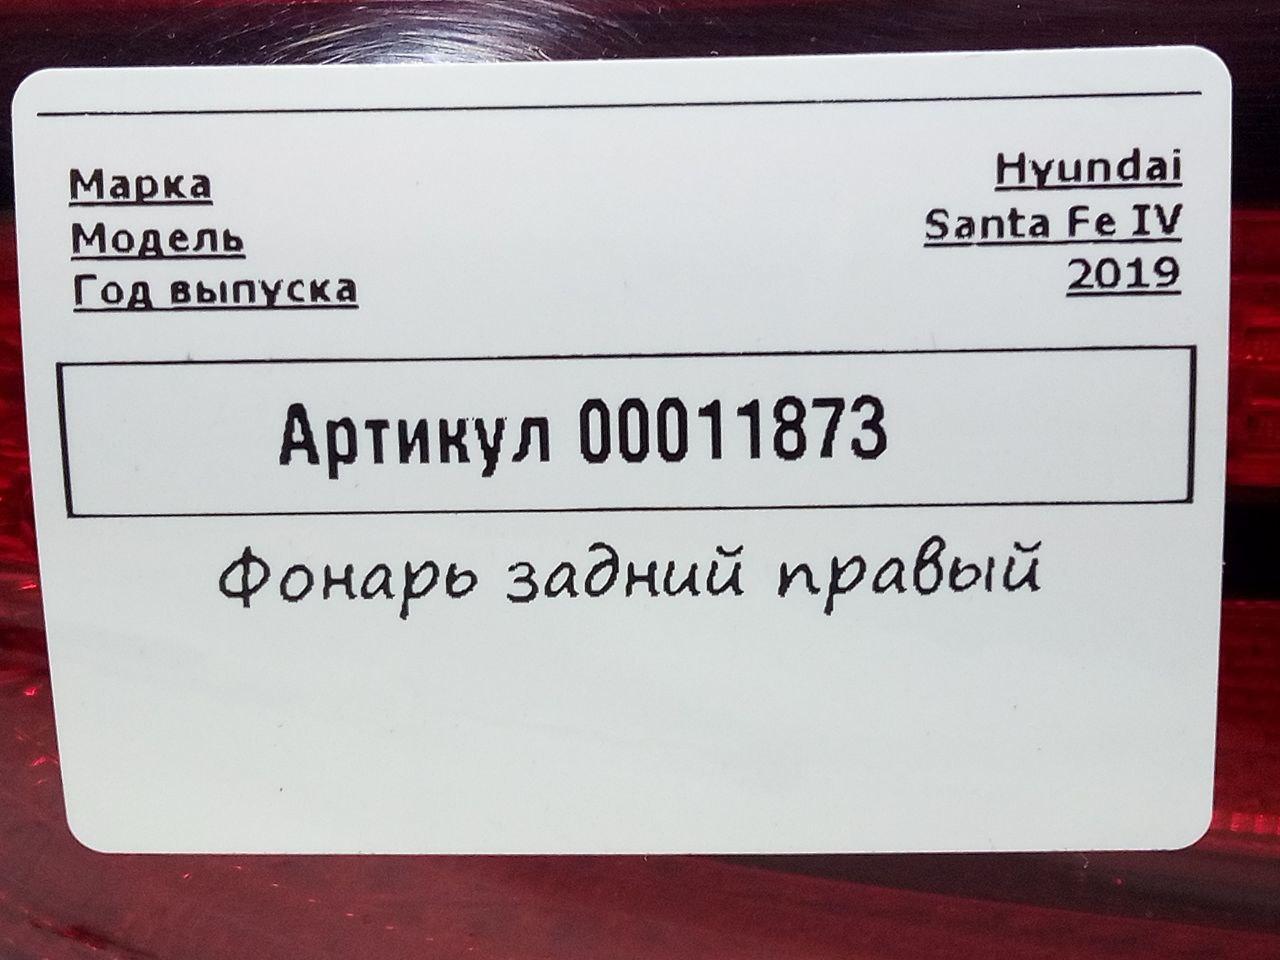 Марка Hyundai
Модель Santa Fe IV
Год выпуска 2019
Артикул 00011873
Фонарь задний правый